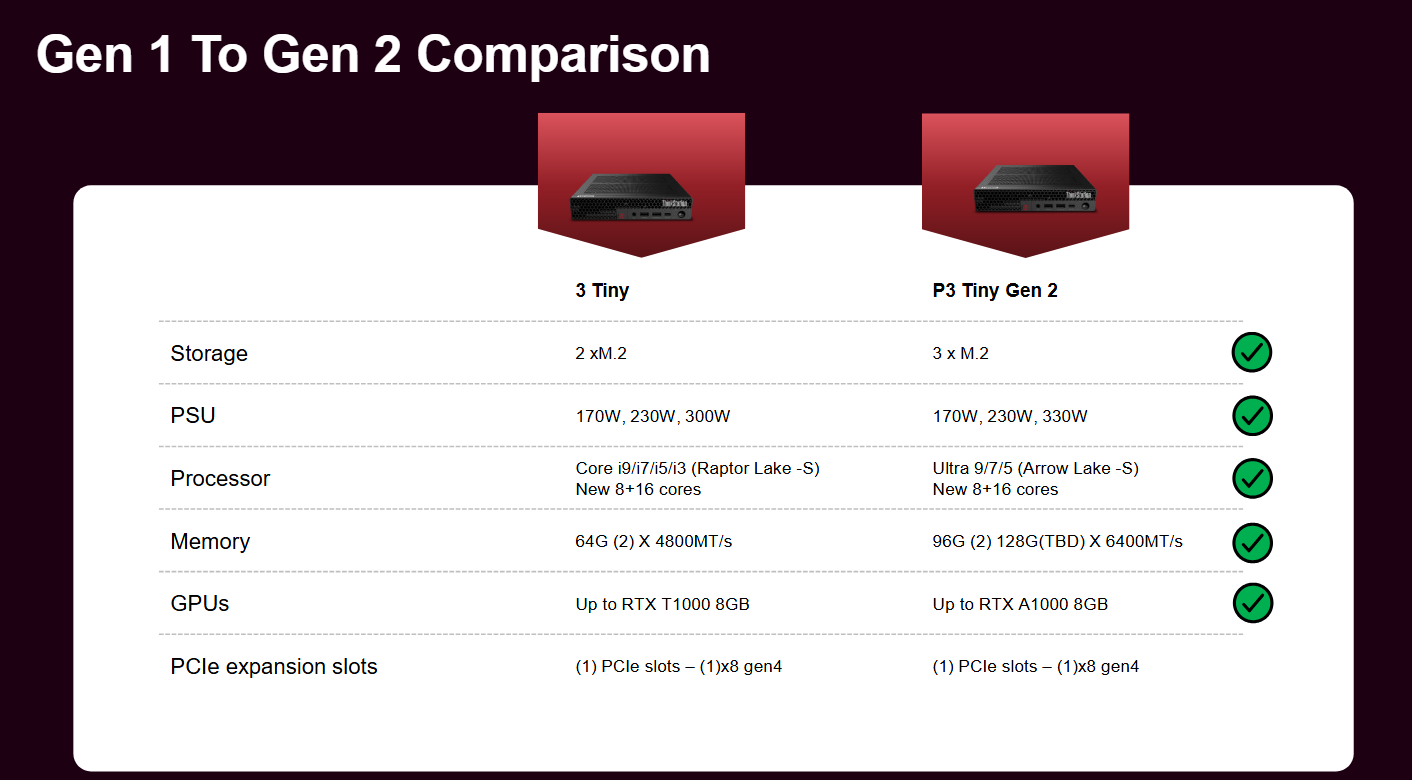 Gen 1 To Gen 2 Comparison
ThinkStation ThinkStation
3 Tiny P3 Tiny Gen 2
Storage 2 xM.2 3 x M.2
PSU 170W, 230W, 300W 170W, 230W, 330W
Processor Core i9/i7/i5/i3 (Raptor Lake -S) Ultra 9/7/5 (Arrow Lake -S)
New 8+16 cores New 8+16 cores
Memory 64G (2) X 4800MT/s 96G (2) 128G(TBD) X 6400MT/s
GPUs Up to RTX T1000 8GB Up to RTX A1000 8GB
PCIe expansion slots (1) PCIe slots – (1)x8 gen4 (1) PCIe slots – (1)x8 gen4